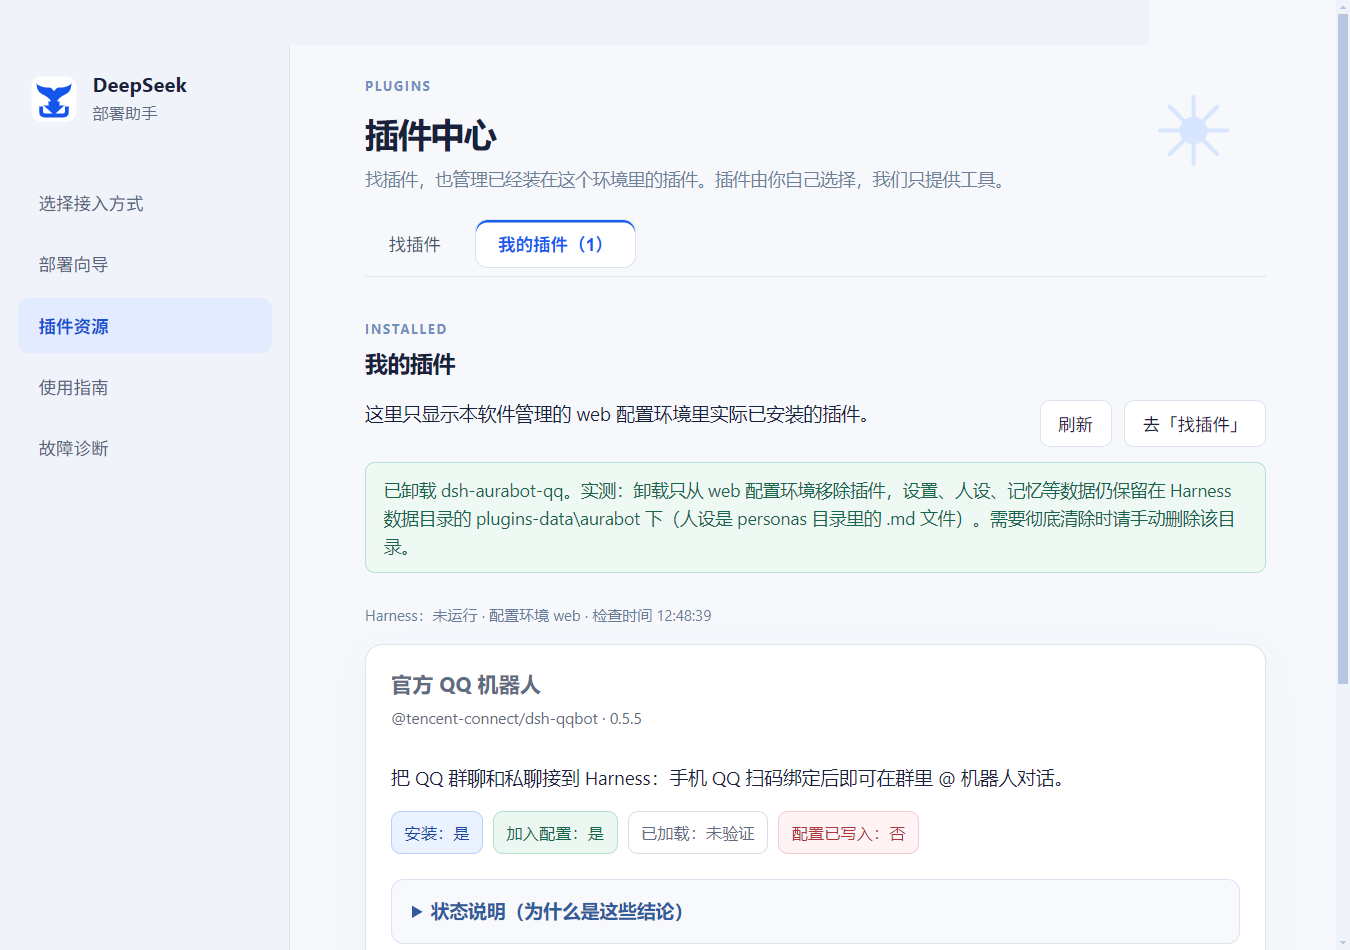 DeepSeek
部署助手
选择接入方式
部署向导
插件资源
使用指南
故障诊断
PLUGINS
插件中心
找插件，也管理已经装在这个环境里的插件。插件由你自己选择，我们只提供工具。
找插件
我的插件（1）
INSTALLED
我的插件
这里只显示本软件管理的 web 配置环境里实际已安装的插件。
刷新
去「找插件」
已卸载 dsh-aurabot-qq。实测：卸载只从 web 配置环境移除插件，设置、人设、记忆等数据仍保留在 Harness
数据目录的 plugins-data\aurabot 下（人设是 personas 目录里的 .md 文件）。需要彻底清除时请手动删除该目
录。
Harness：未运行 · 配置环境 web · 检查时间 12:48:39
官方 QQ 机器人
@tencent-connect/dsh-qqbot · 0.5.5
把 QQ 群聊和私聊接到 Harness：手机 QQ 扫码绑定后即可在群里 @ 机器人对话。
安装：是
加入配置：是
已加载：未验证
配置已写入：否
▶ 状态说明（为什么是这些结论）